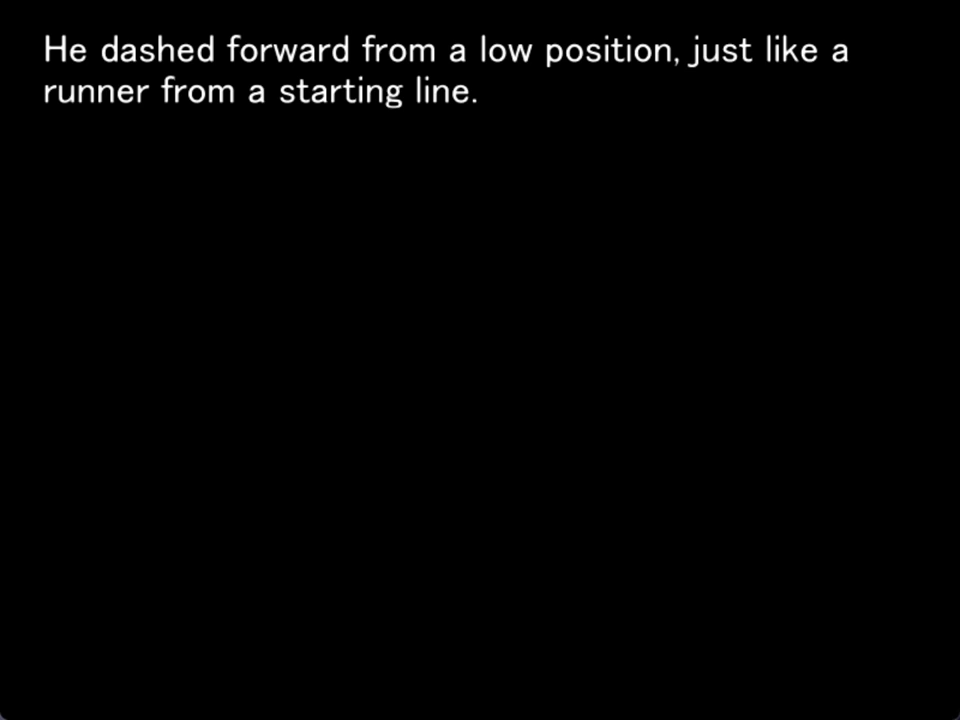 He dashed forward from a low position, just like a
runner from a starting line.